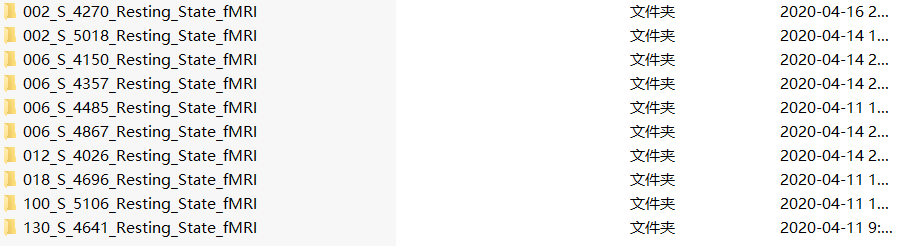 002_S_4270_Resting_State_fMRI 文件夹 2020-04-16 2...
002_S_5018_Resting_State_fMRI 文件夹 2020-04-14 1...
006_S_4150_Resting_State_fMRI 文件夹 2020-04-14 2...
006_S_4357_Resting_State_fMRI 文件夹 2020-04-14 2...
006_S_4485_Resting_State_fMRI 文件夹 2020-04-11 1...
006_S_4867_Resting_State_fMRI 文件夹 2020-04-14 2...
012_S_4026_Resting_State_fMRI 文件夹 2020-04-14 2...
018_S_4696_Resting_State_fMRI 文件夹 2020-04-11 1...
100_S_5106_Resting_State_fMRI 文件夹 2020-04-11 1...
130_S_4641_Resting_State_fMRI 文件夹 2020-04-11 9:...